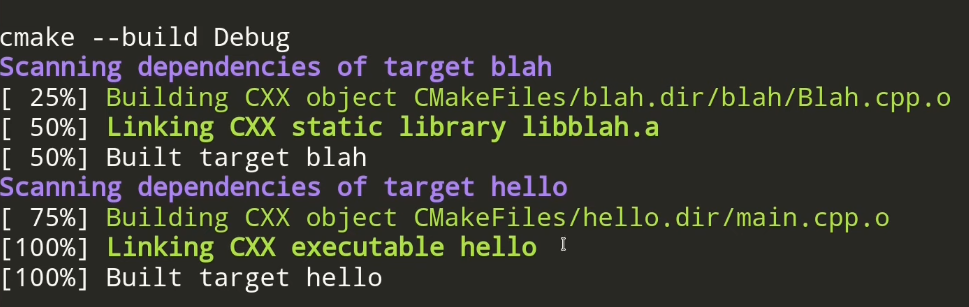 cmake --build Debug
Scanning dependencies of target blah
[ 25%] Building CXX object CMakeFiles/blah.dir/blah/Blah.cpp.o
[ 50%] Linking CXX static library libblah.a
[ 50%] Built target blah
Scanning dependencies of target hello
[ 75%] Building CXX object CMakeFiles/hello.dir/main.cpp.o
[100%] Linking CXX executable hello
[100%] Built target hello